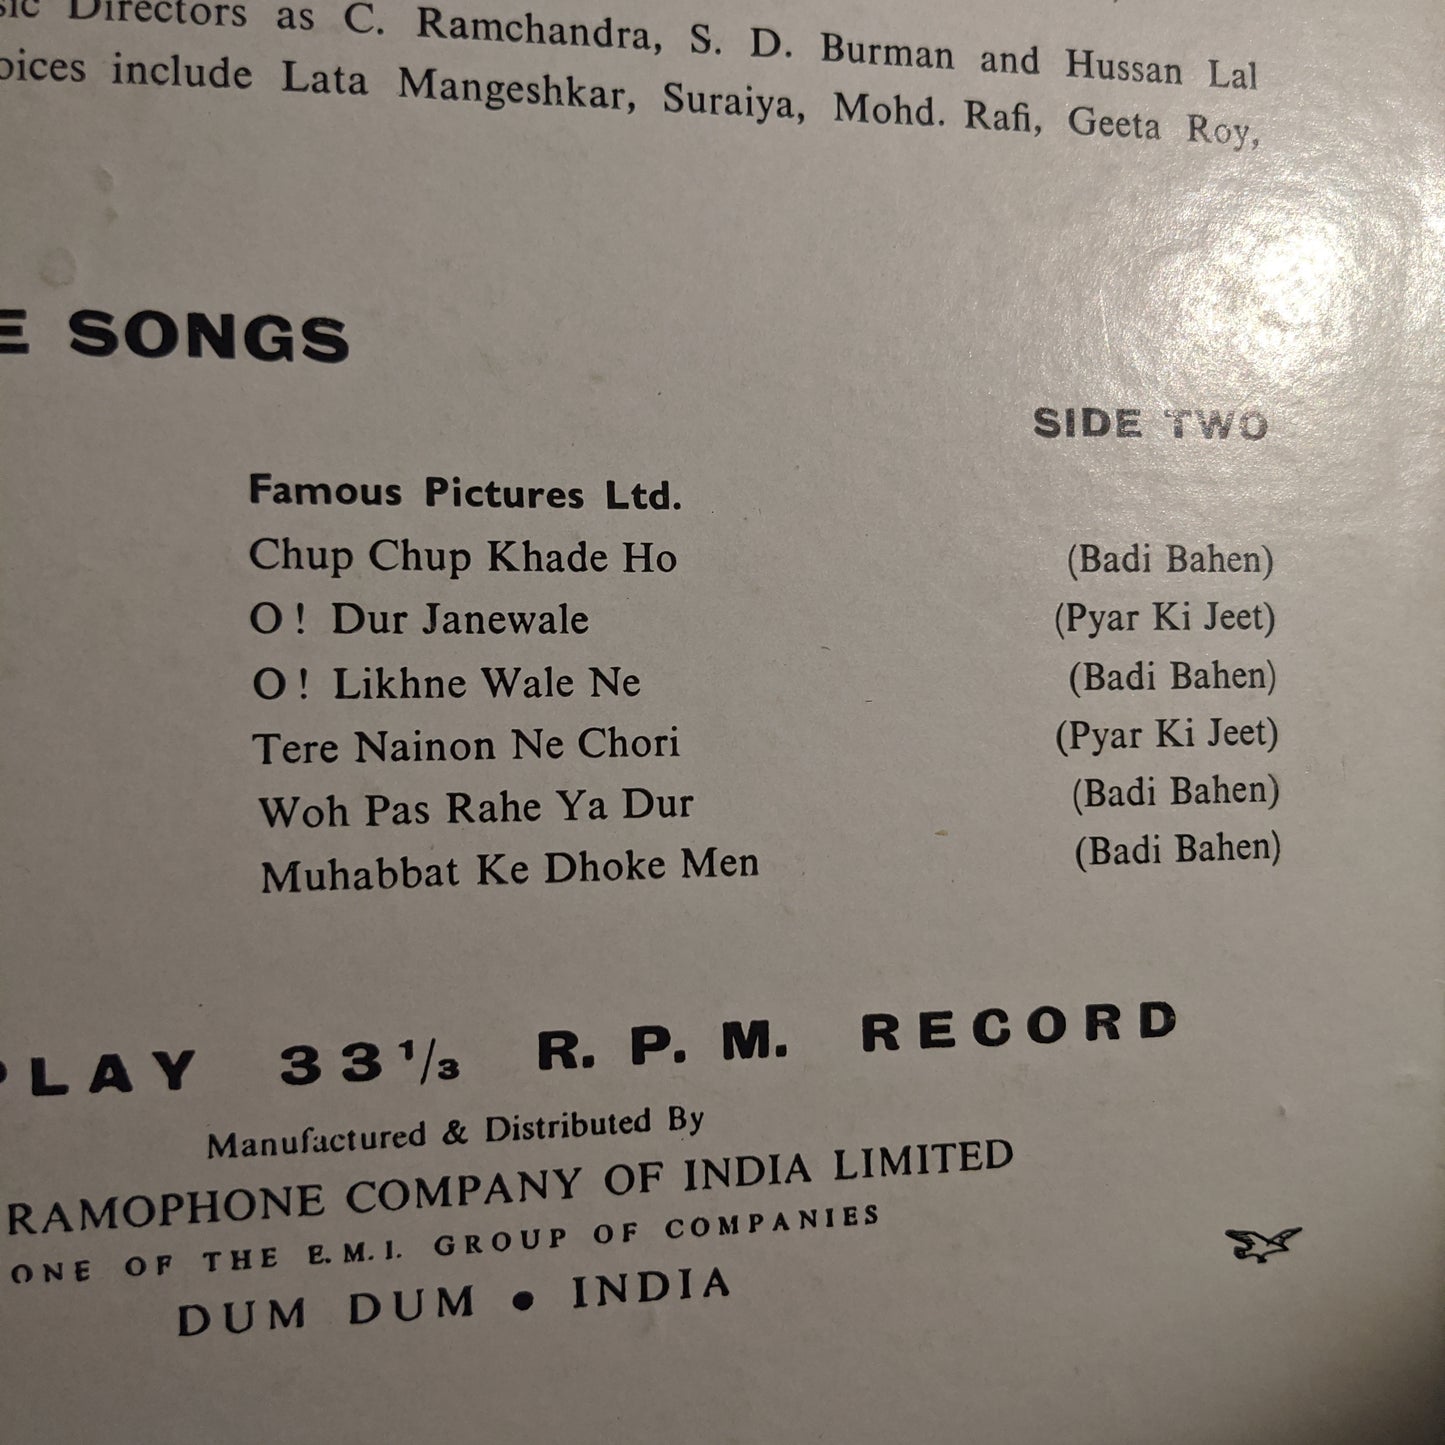 Directors as C. Ramchandra, S. D. Burman and Hussan Lal
include Lata Mangeshkar, Suraiya, Mohd. Rafi, Geeta Roy,
E SONGS
SIDE TWO
Famous Pictures Ltd.
Chup Chup Khade Ho (Badi Bahen)
O! Dur Janewale (Pyar Ki Jeet)
O! Likhne Wale Ne (Badi Bahen)
Tere Nainon Ne Chori (Pyar Ki Jeet)
Woh Pas Rahe Ya Dur (Badi Bahen)
Muhabbat Ke Dhoke Men (Badi Bahen)
PLAY 33 1/3 R. P. M. RECORD
Manufactured & Distributed By
RAMOPHONE COMPANY OF INDIA LIMITED
ONE OF THE E. M. I. GROUP OF COMPANIES
DUM DUM • INDIA